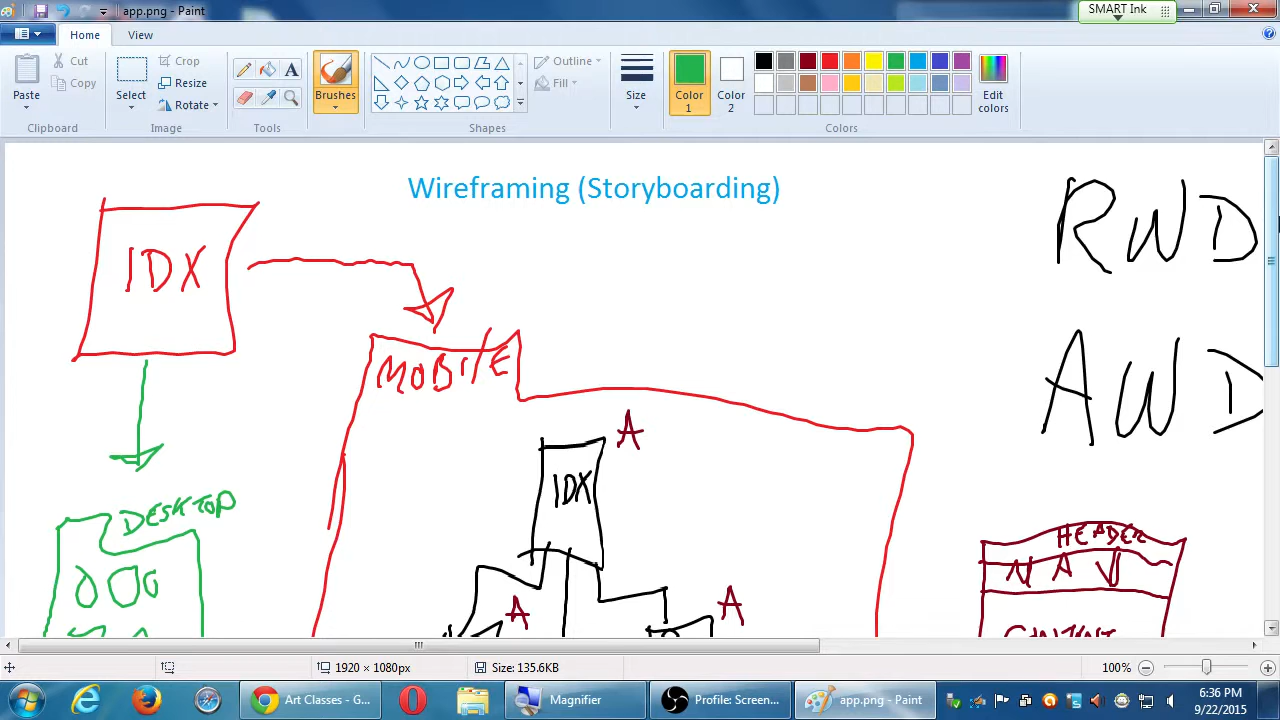 app.png - Paint
SMART Ink
Home
View
Paste
Cut
Copy
Clipboard
Select
Crop
Resize
Rotate
Image
A
Tools
Brushes
Outline
Fill
Shapes
Size
Color
1
Color
2
Edit
colors
Colors
Wireframing (Storyboarding)
RWD
IDX
MOBILE
AWD
A
IDX
DESKTOP
HEADER
NAV
A
A
CONTENT
1920 × 1080px
Size: 135.6KB
100%
Art Classes - G...
Magnifier
Profile: Screen...
app.png - Paint
6:36 PM
9/22/2015